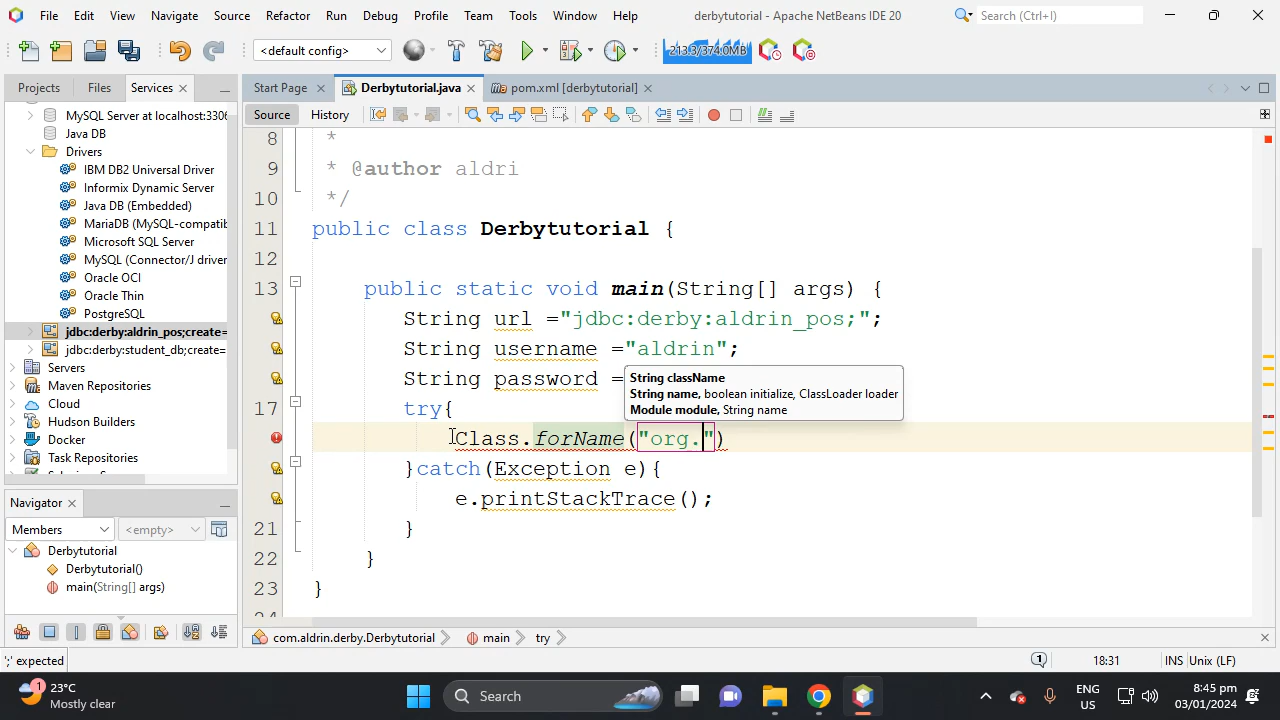 File Edit View Navigate Source Refactor Run Debug Profile Team Tools Window Help derbytutorial - Apache NetBeans IDE 20 Search (Ctrl+I)
<default config> 213.3/374.0MB
Projects Files Services Start Page Derbytutorial.java pom.xml [derbytutorial]
Source History
MySQL Server at localhost:3306
Java DB
Drivers
IBM DB2 Universal Driver
Informix Dynamic Server
Java DB (Embedded)
MariaDB (MySQL-compatib
Microsoft SQL Server
MySQL (Connector/J driver
Oracle OCI
Oracle Thin
PostgreSQL
jdbc:derby:aldrin_pos;create=
jdbc:derby:student_db;create=
Servers
Maven Repositories
Cloud
Hudson Builders
Docker
Task Repositories
8 *
9 * @author aldri
10 */
11 public class Derbytutorial {
12
13 public static void main(String[] args) {
String url ="jdbc:derby:aldrin_pos;";
String username ="aldrin";
String password =
String className
String name, boolean initialize, ClassLoader loader
Module module, String name
17 try{
Class.forName("org.")
}catch(Exception e){
e.printStackTrace();
21 }
22 }
23 }
Navigator
Members <empty>
Derbytutorial
Derbytutorial()
main(String[] args)
com.aldrin.derby.Derbytutorial main try
';' expected 1 18:31 INS Unix (LF)
23°C
Mostly clear
1
Search
ENG
US
8:45 pm
03/01/2024